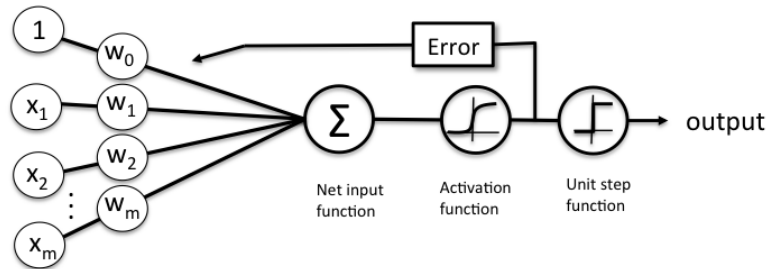 1
w₀
Error
x₁
w₁
Σ
output
x₂
w₂
⋮
xₘ
wₘ
Net input
function
Activation
function
Unit step
function